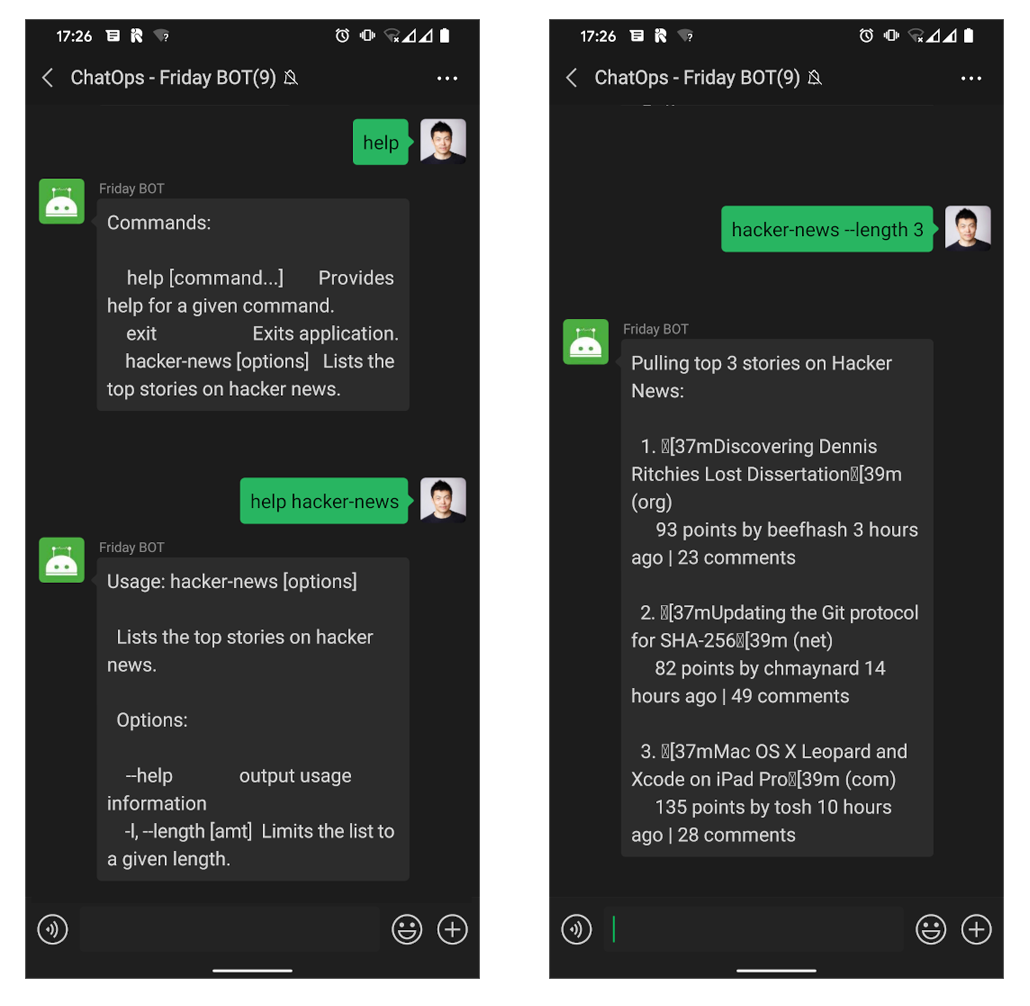 17:26
ChatOps - Friday BOT(9)
help
Friday BOT
Commands:
help [command...] Provides
help for a given command.
exit Exits application.
hacker-news [options] Lists the
top stories on hacker news.
help hacker-news
Friday BOT
Usage: hacker-news [options]
Lists the top stories on hacker
news.
Options:
--help output usage
information
-l, --length [amt] Limits the list to
a given length.
17:26
ChatOps - Friday BOT(9)
hacker-news --length 3
Friday BOT
Pulling top 3 stories on Hacker
News:
1. [37mDiscovering Dennis
Ritchies Lost Dissertation[39m
(org)
93 points by beefhash 3 hours
ago | 23 comments
2. [37mUpdating the Git protocol
for SHA-256[39m (net)
82 points by chmaynard 14
hours ago | 49 comments
3. [37mMac OS X Leopard and
Xcode on iPad Pro[39m (com)
135 points by tosh 10 hours
ago | 28 comments